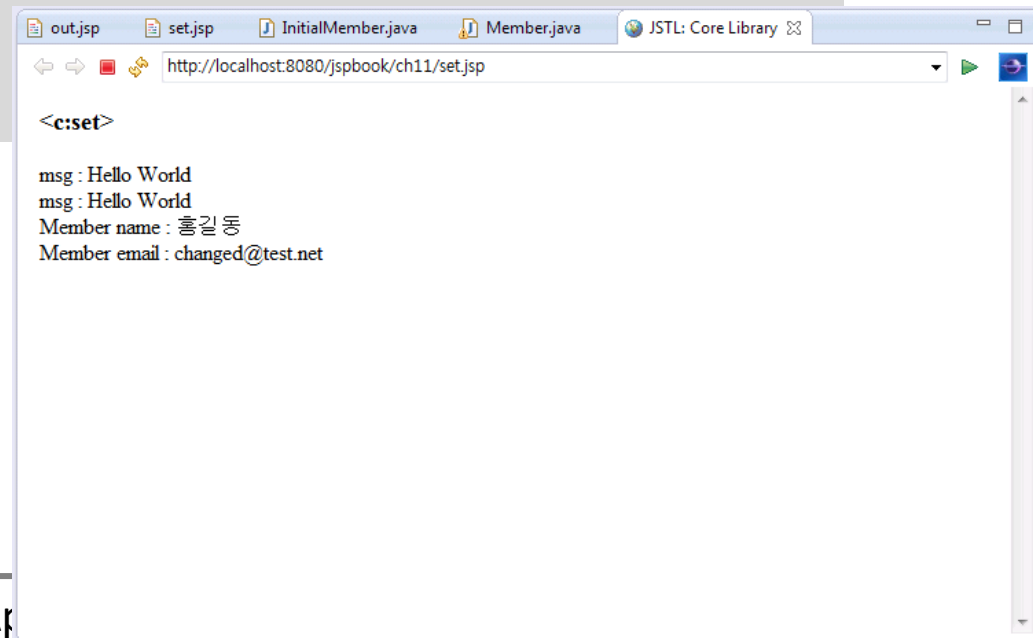 out.jsp set.jsp InitialMember.java Member.java JSTL: Core Library
http://localhost:8080/jspbook/ch11/set.jsp
<c:set>
msg : Hello World
msg : Hello World
Member name : 홍길동
Member email : changed@test.net